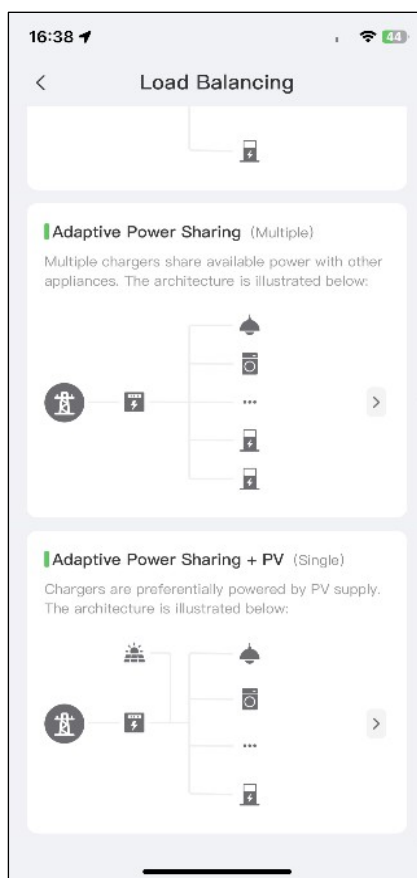 16:38
44
Load Balancing
Adaptive Power Sharing (Multiple)
Multiple chargers share available power with other
appliances. The architecture is illustrated below:
Adaptive Power Sharing + PV (Single)
Chargers are preferentially powered by PV supply.
The architecture is illustrated below: